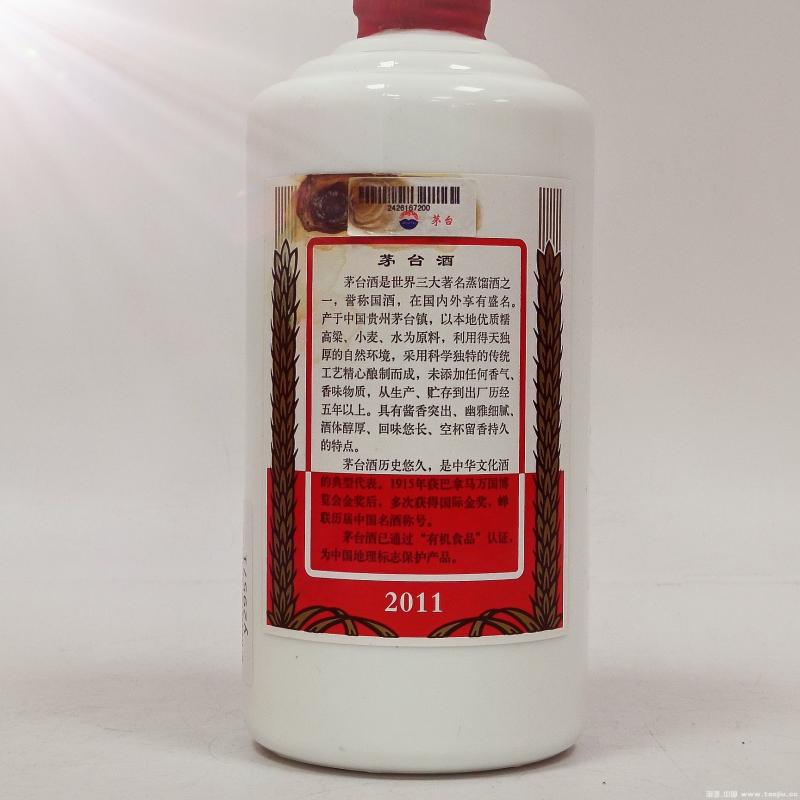 2426167200
茅台
茅台酒
茅台酒是世界三大著名蒸馏酒之
一，誉称国酒，在国内外享有盛名。
产于中国贵州茅台镇，以本地优质糯
高粱、小麦、水为原料，利用得天独
厚的自然环境，采用科学独特的传统
工艺精心酿制而成，未添加任何香气、
香味物质，从生产、贮存到出厂历经
五年以上。具有酱香突出、幽雅细腻、
酒体醇厚、回味悠长、空杯留香持久
的特点。
茅台酒历史悠久，是中华文化酒
的典型代表。1915年获巴拿马万国博
览会金奖后，多次获得国际金奖，蝉
联历届中国名酒称号。
茅台酒已通过“有机食品”认证，
为中国地理标志保护产品。
2011
y29571